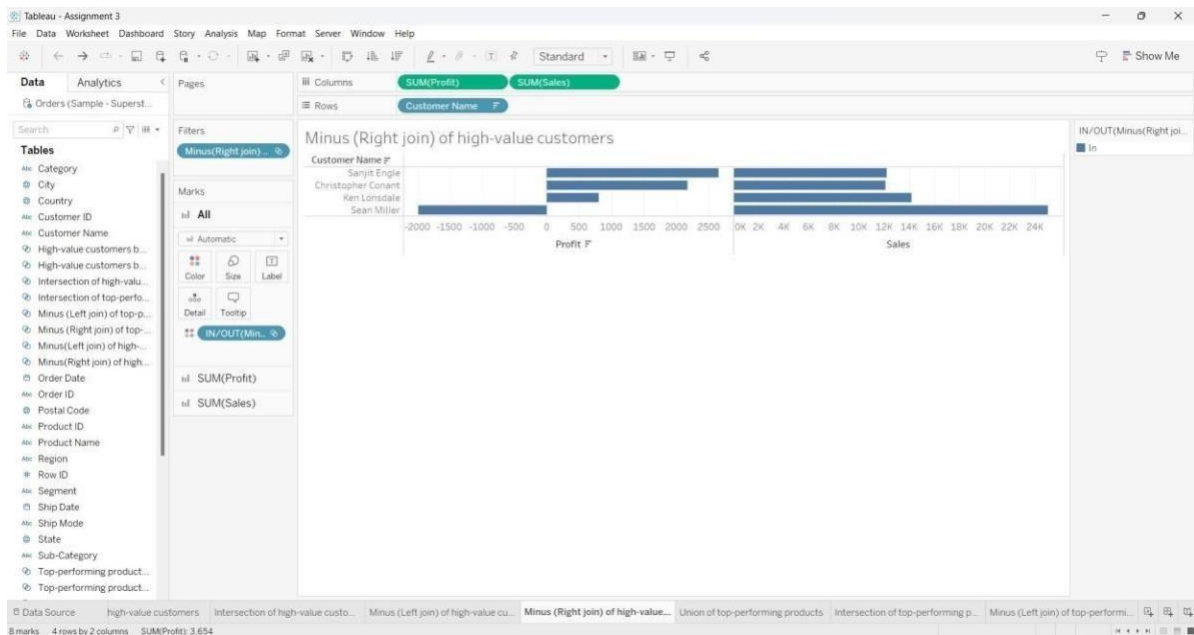 Tableau - Assignment 3
File Data Worksheet Dashboard Story Analysis Map Format Server Window Help
Standard
Show Me
Data Analytics
Orders (Sample - Superst...
Search
Tables
Category
City
Country
Customer ID
Customer Name
High-value customers b...
High-value customers b...
Intersection of high-valu...
Intersection of top-perfo...
Minus (Left join) of top-p...
Minus (Right join) of top-...
Minus(Left join) of high-...
Minus(Right join) of high...
Order Date
Order ID
Postal Code
Product ID
Product Name
Region
Row ID
Segment
Ship Date
Ship Mode
State
Sub-Category
Top-performing product...
Top-performing product...
Pages
Filters
Minus(Right join) ..
Marks
All
Automatic
Color Size Label
Detail Tooltip
IN/OUT(Min..
SUM(Profit)
SUM(Sales)
Columns SUM(Profit) SUM(Sales)
Rows Customer Name
Minus (Right join) of high-value customers
Customer Name
Sanjit Engle
Christopher Conant
Ken Lonsdale
Sean Miller
-2000 -1500 -1000 -500 0 500 1000 1500 2000 2500 0K 2K 4K 6K 8K 10K 12K 14K 16K 18K 20K 22K 24K
Profit Sales
IN/OUT(Minus(Right joi...
In
Data Source high-value customers Intersection of high-value custo... Minus (Left join) of high-value cu... Minus (Right join) of high-value... Union of top-performing products Intersection of top-performing p... Minus (Left join) of top-performi...
8 marks 4 rows by 2 columns SUM(Profit): 3,654